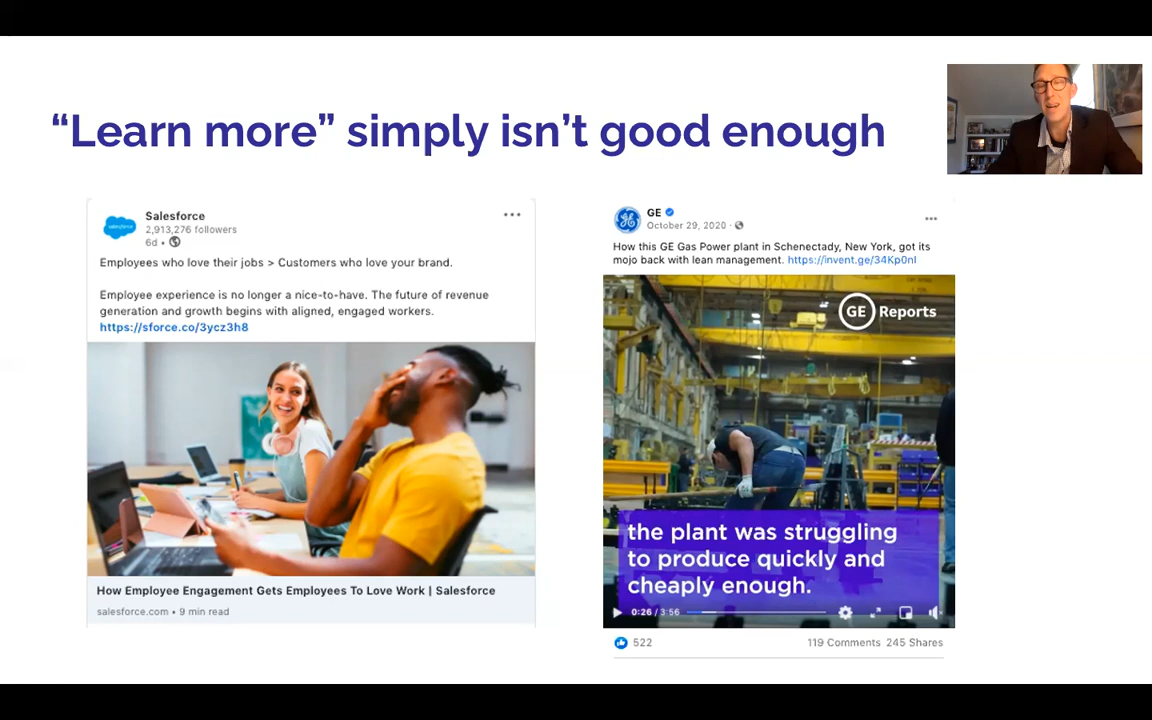 “Learn more” simply isn’t good enough
Salesforce
2,913,276 followers
6d •
Employees who love their jobs > Customers who love your brand.
Employee experience is no longer a nice-to-have. The future of revenue
generation and growth begins with aligned, engaged workers.
https://sforce.co/3ycz3h8
How Employee Engagement Gets Employees To Love Work | Salesforce
salesforce.com • 9 min read
GE
October 29, 2020 ·
How this GE Gas Power plant in Schenectady, New York, got its
mojo back with lean management. https://invent.ge/34Kp0nI
GE Reports
the plant was struggling
to produce quickly and
cheaply enough.
0:26 / 3:56
522
119 Comments 245 Shares